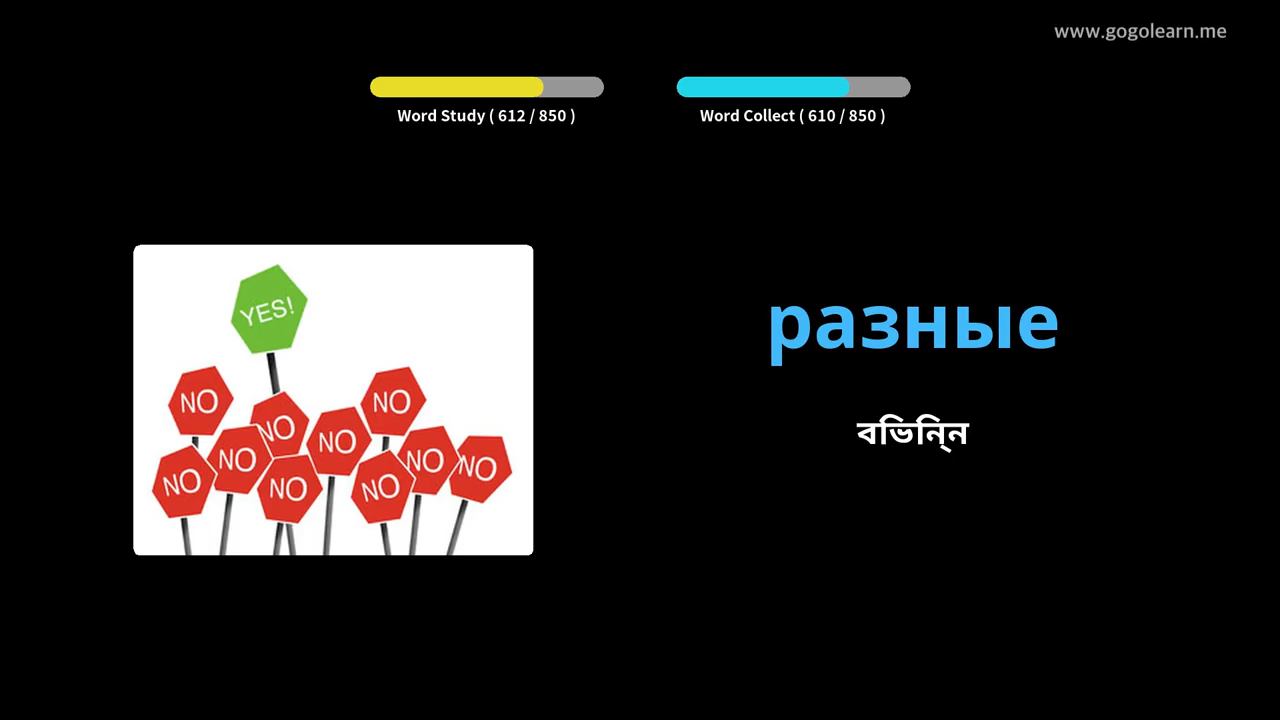 www.gogolearn.me
Word Study ( 612 / 850 )
Word Collect ( 610 / 850 )
YES!
NO
NO
NO
NO
NO
NO
NO
NO
NO
NO
разные
বিভিন্ন